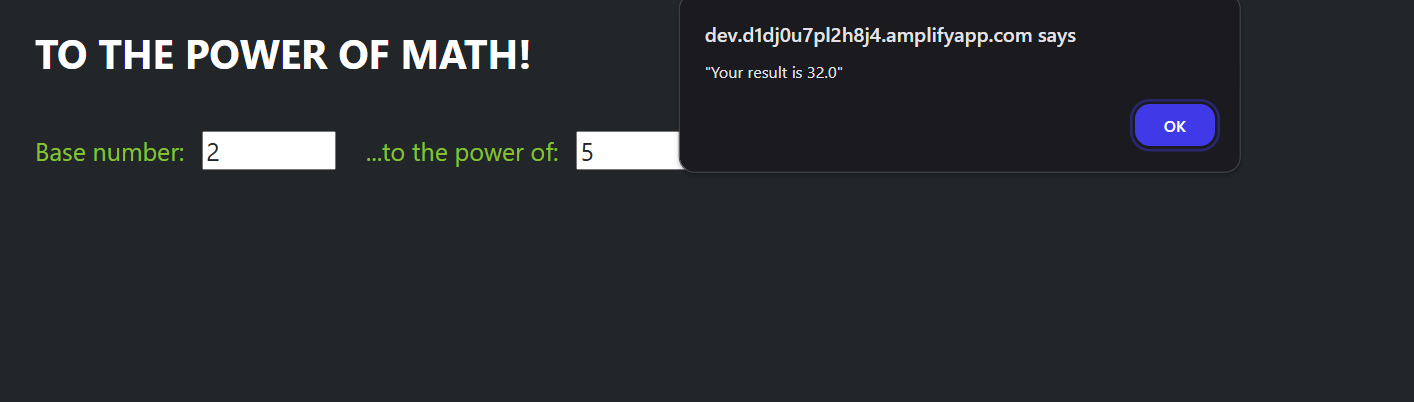 TO THE POWER OF MATH!
dev.d1dj0u7pl2h8j4.amplifyapp.com says
"Your result is 32.0"
OK
Base number: 2 ...to the power of: 5